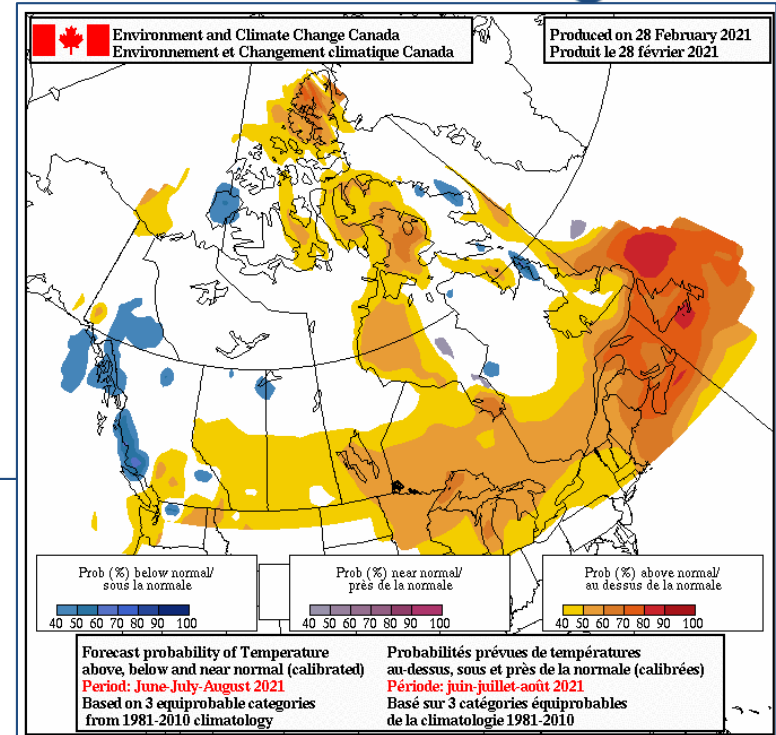 Environment and Climate Change Canada
Environnement et Changement climatique Canada
Produced on 28 February 2021
Produit le 28 février 2021
Prob (%) below normal/
sous la normale
40 50 60 70 80 90 100
Prob (%) near normal/
près de la normale
40 50 60 70 80 90 100
Prob (%) above normal/
au dessus de la normale
40 50 60 70 80 90 100
Forecast probability of Temperature
above, below and near normal (calibrated)
Period: June-July-August 2021
Based on 3 equiprobable categories
from 1981-2010 climatology
Probabilités prévues de températures
au-dessus, sous et près de la normale (calibrées)
Période: juin-juillet-août 2021
Basé sur 3 catégories équiprobables
de la climatologie 1981-2010